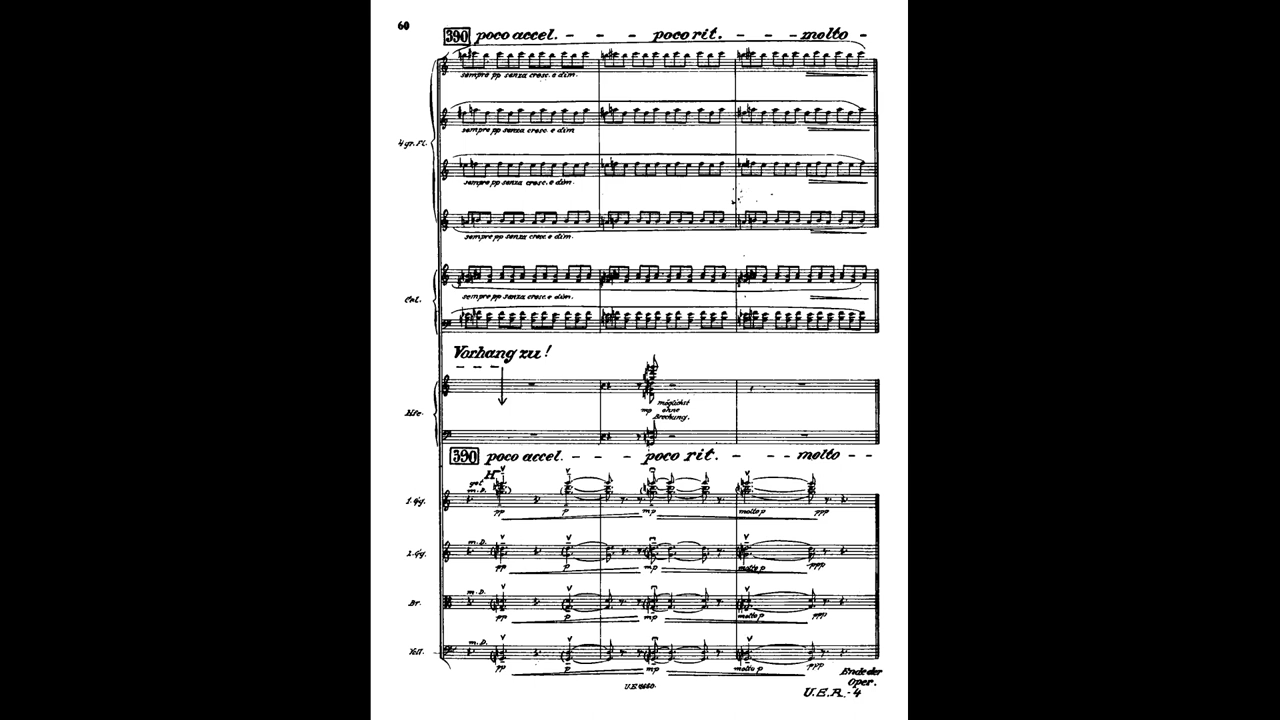 60
390 poco accel. - - - poco rit. - - - molto -
sempre pp senza cresc. e dim.
sempre pp senza cresc. e dim
4 gr. Fl.
sempre pp senza cresc. e dim.
sempre pp senza cresc. e dim.
Cel.
sempre pp senza cresc. e dim.
Vorhang zu!
Hfe.
mp
möglichst
ohne
Brechung.
390 poco accel. - - - poco rit. - - - molto - -
H
get.
m. D.
1. Gg.
pp p mp molto p ppp
m. D.
2. Gg.
pp p mp molto p ppp
m. D.
Br.
pp p mp molto p ppp
m. D.
Vcll.
pp p mp molto p ppp
Ende der
Oper.
U.E.R.-4